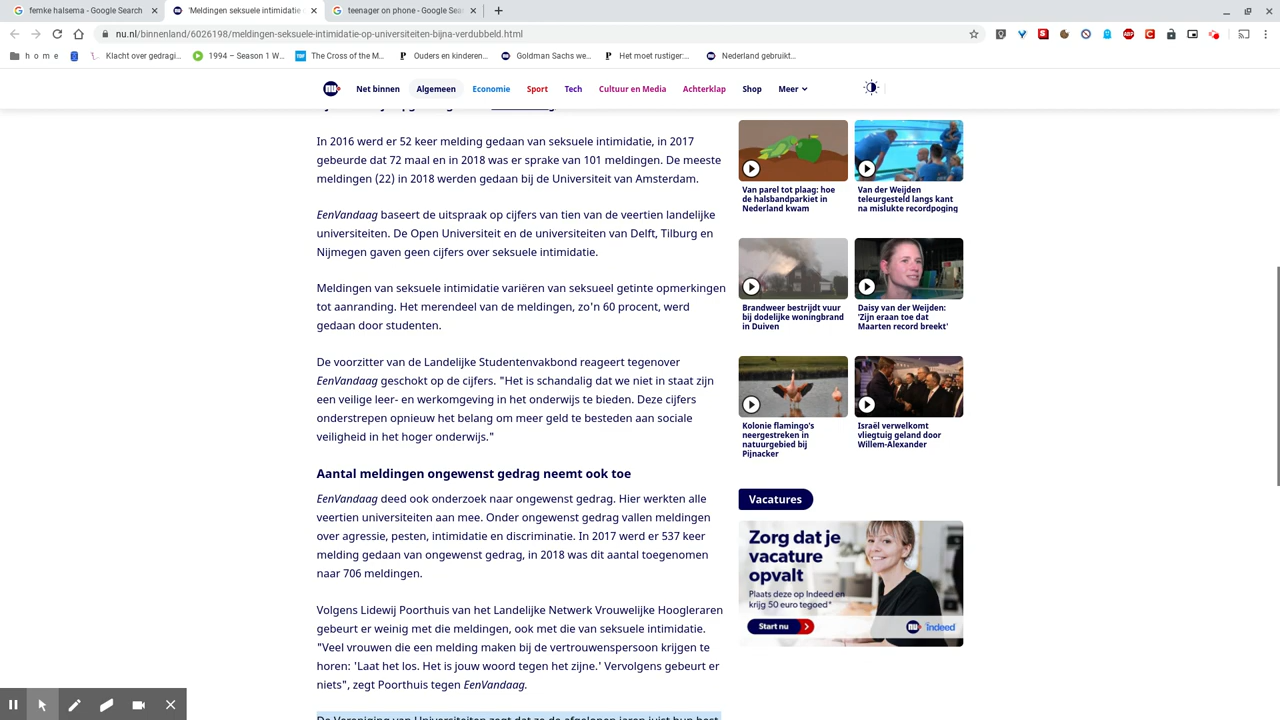 femke halsema - Google Search
'Meldingen seksuele intimidatie
teenager on phone - Google Sea
nu.nl/binnenland/6026198/meldingen-seksuele-intimidatie-op-universiteiten-bijna-verdubbeld.html
h o m e
Klacht over gedragi...
1994 – Season 1 W...
The Cross of the M...
Ouders en kinderen...
Goldman Sachs we...
Het moet rustiger:...
Nederland gebruikt...
nu
Net binnen
Algemeen
Economie
Sport
Tech
Cultuur en Media
Achterklap
Shop
Meer
In 2016 werd er 52 keer melding gedaan van seksuele intimidatie, in 2017
gebeurde dat 72 maal en in 2018 was er sprake van 101 meldingen. De meeste
meldingen (22) in 2018 werden gedaan bij de Universiteit van Amsterdam.
EenVandaag baseert de uitspraak op cijfers van tien van de veertien landelijke
universiteiten. De Open Universiteit en de universiteiten van Delft, Tilburg en
Nijmegen gaven geen cijfers over seksuele intimidatie.
Meldingen van seksuele intimidatie variëren van seksueel getinte opmerkingen
tot aanranding. Het merendeel van de meldingen, zo'n 60 procent, werd
gedaan door studenten.
De voorzitter van de Landelijke Studentenvakbond reageert tegenover
EenVandaag geschokt op de cijfers. "Het is schandalig dat we niet in staat zijn
een veilige leer- en werkomgeving in het onderwijs te bieden. Deze cijfers
onderstrepen opnieuw het belang om meer geld te besteden aan sociale
veiligheid in het hoger onderwijs."
Aantal meldingen ongewenst gedrag neemt ook toe
EenVandaag deed ook onderzoek naar ongewenst gedrag. Hier werkten alle
veertien universiteiten aan mee. Onder ongewenst gedrag vallen meldingen
over agressie, pesten, intimidatie en discriminatie. In 2017 werd er 537 keer
melding gedaan van ongewenst gedrag, in 2018 was dit aantal toegenomen
naar 706 meldingen.
Volgens Lidewij Poorthuis van het Landelijke Netwerk Vrouwelijke Hoogleraren
gebeurt er weinig met die meldingen, ook met die van seksuele intimidatie.
"Veel vrouwen die een melding maken bij de vertrouwenspersoon krijgen te
horen: 'Laat het los. Het is jouw woord tegen het zijne.' Vervolgens gebeurt er
niets", zegt Poorthuis tegen EenVandaag.
De Vereniging van Universiteiten zegt dat ze de afgelopen jaren juist hun best
Van parel tot plaag: hoe
de halsbandparkiet in
Nederland kwam
Van der Weijden
teleurgesteld langs kant
na mislukte recordpoging
Brandweer bestrijdt vuur
bij dodelijke woningbrand
in Duiven
Daisy van der Weijden:
'Zijn eraan toe dat
Maarten record breekt'
Kolonie flamingo's
neergestreken in
natuurgebied bij
Pijnacker
Israël verwelkomt
vliegtuig geland door
Willem-Alexander
Vacatures
Zorg dat je
vacature
opvalt
Plaats deze op Indeed en
krijg 50 euro tegoed*
Start nu
nu
indeed